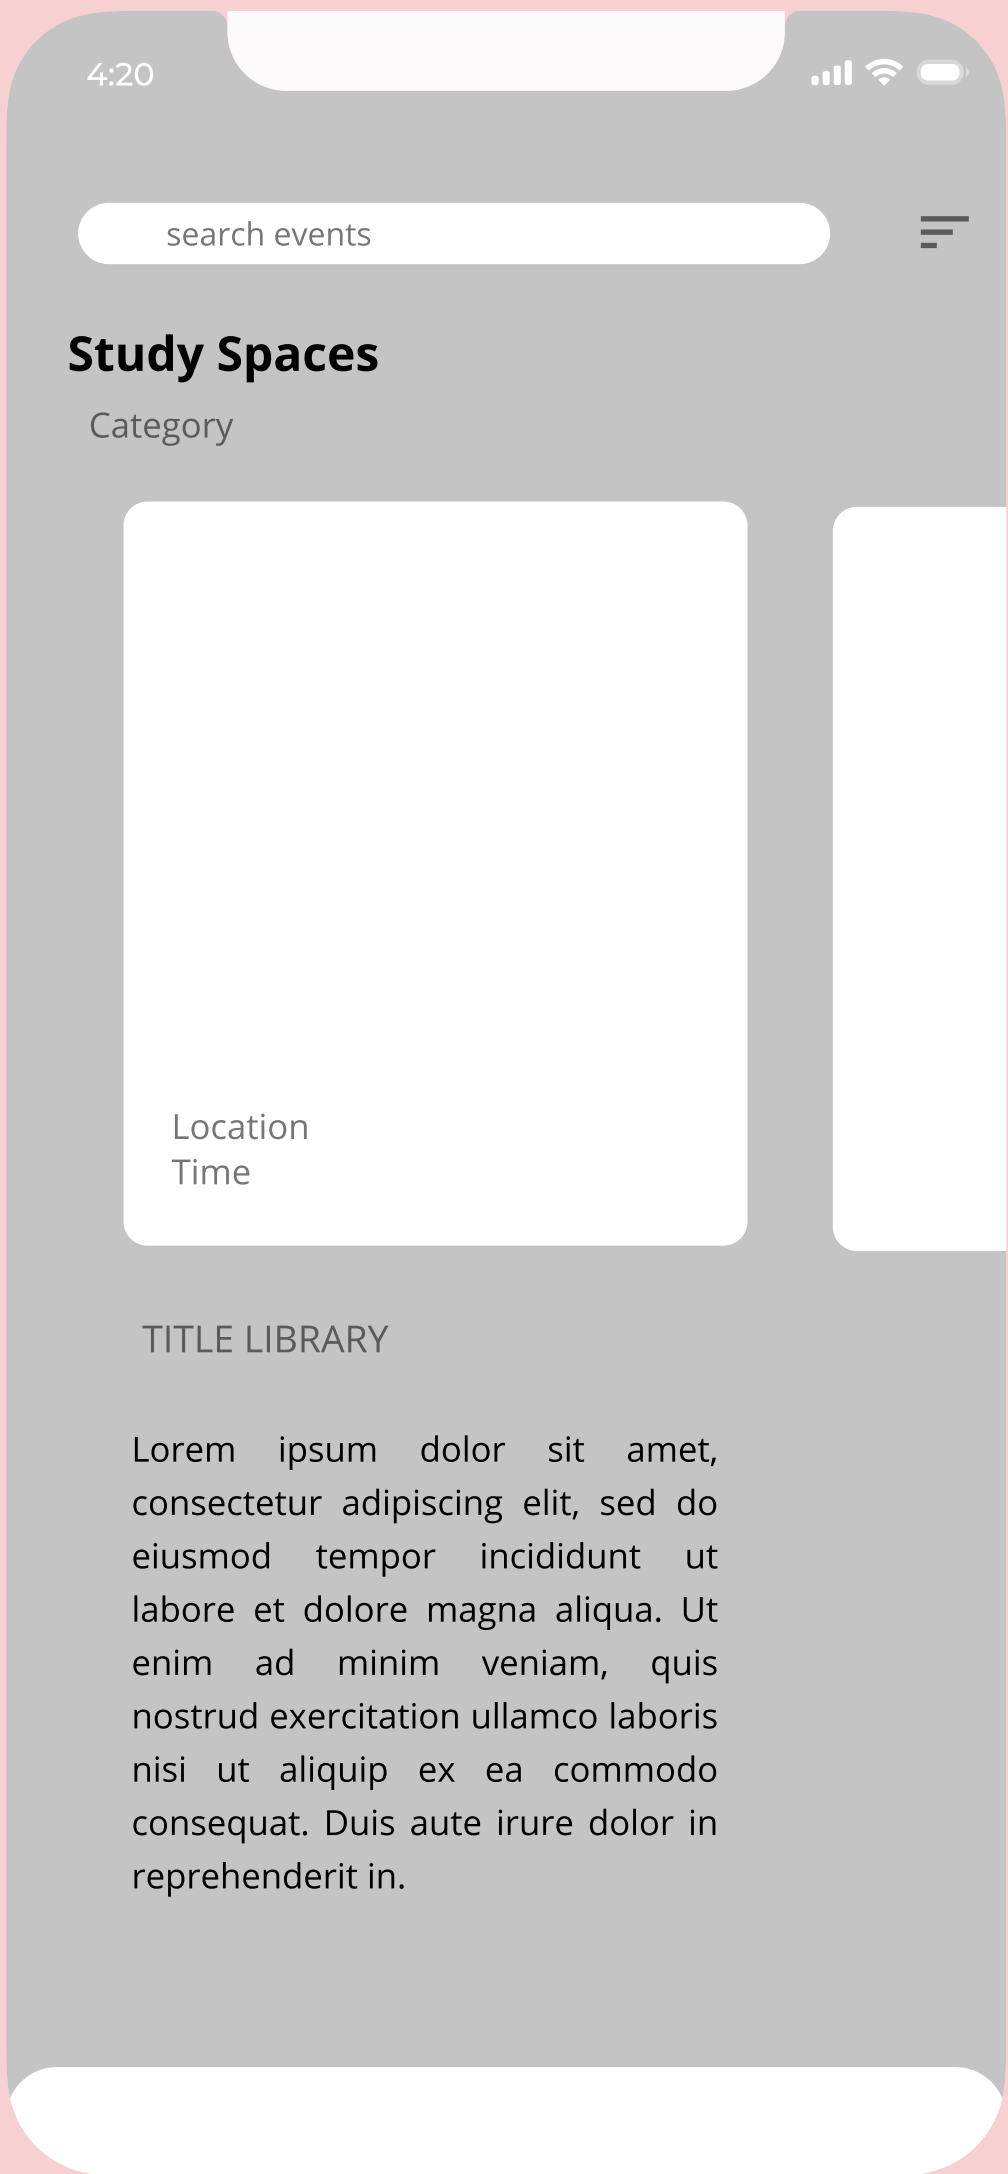 4:20
search events
Study Spaces
Category
Location
Time
TITLE LIBRARY
Lorem ipsum dolor sit amet,
consectetur adipiscing elit, sed do
eiusmod tempor incididunt ut
labore et dolore magna aliqua. Ut
enim ad minim veniam, quis
nostrud exercitation ullamco laboris
nisi ut aliquip ex ea commodo
consequat. Duis aute irure dolor in
reprehenderit in.